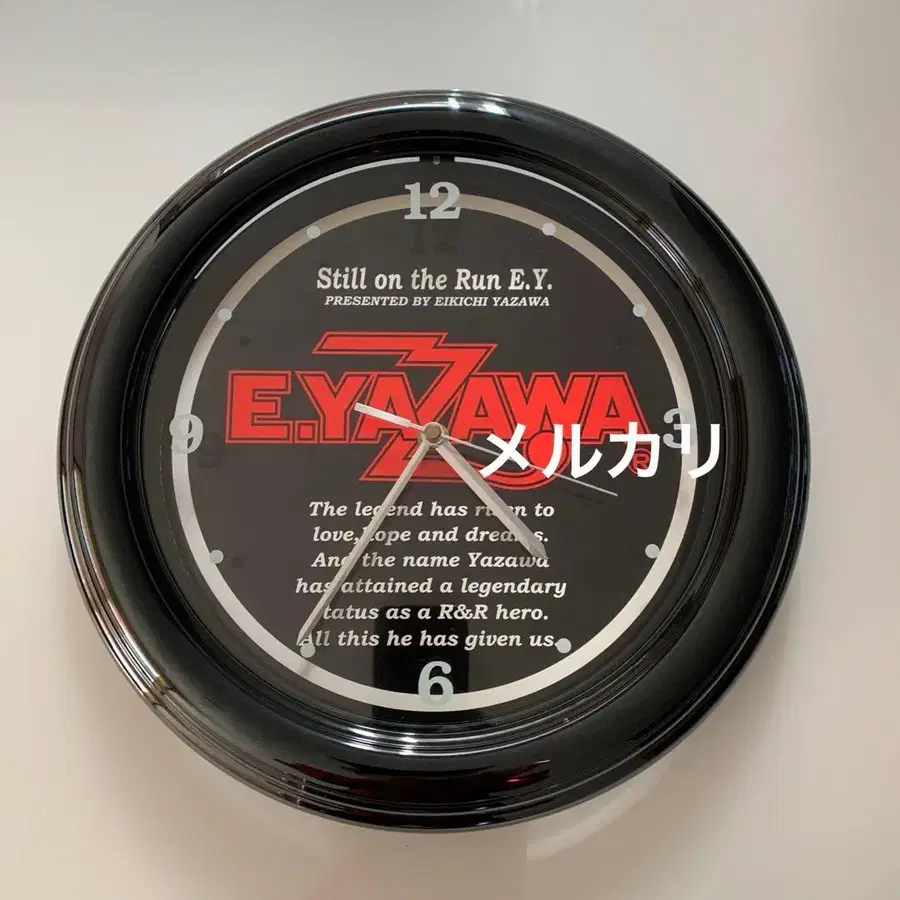 12
Still on the Run E.Y.
PRESENTED BY EIKICHI YAZAWA
E.YAZAWA
®
9
3
メルカリ
The legend has risen to
love,hope and dreams.
And the name Yazawa
has attained a legendary
status as a R&R hero.
All this he has given us.
6